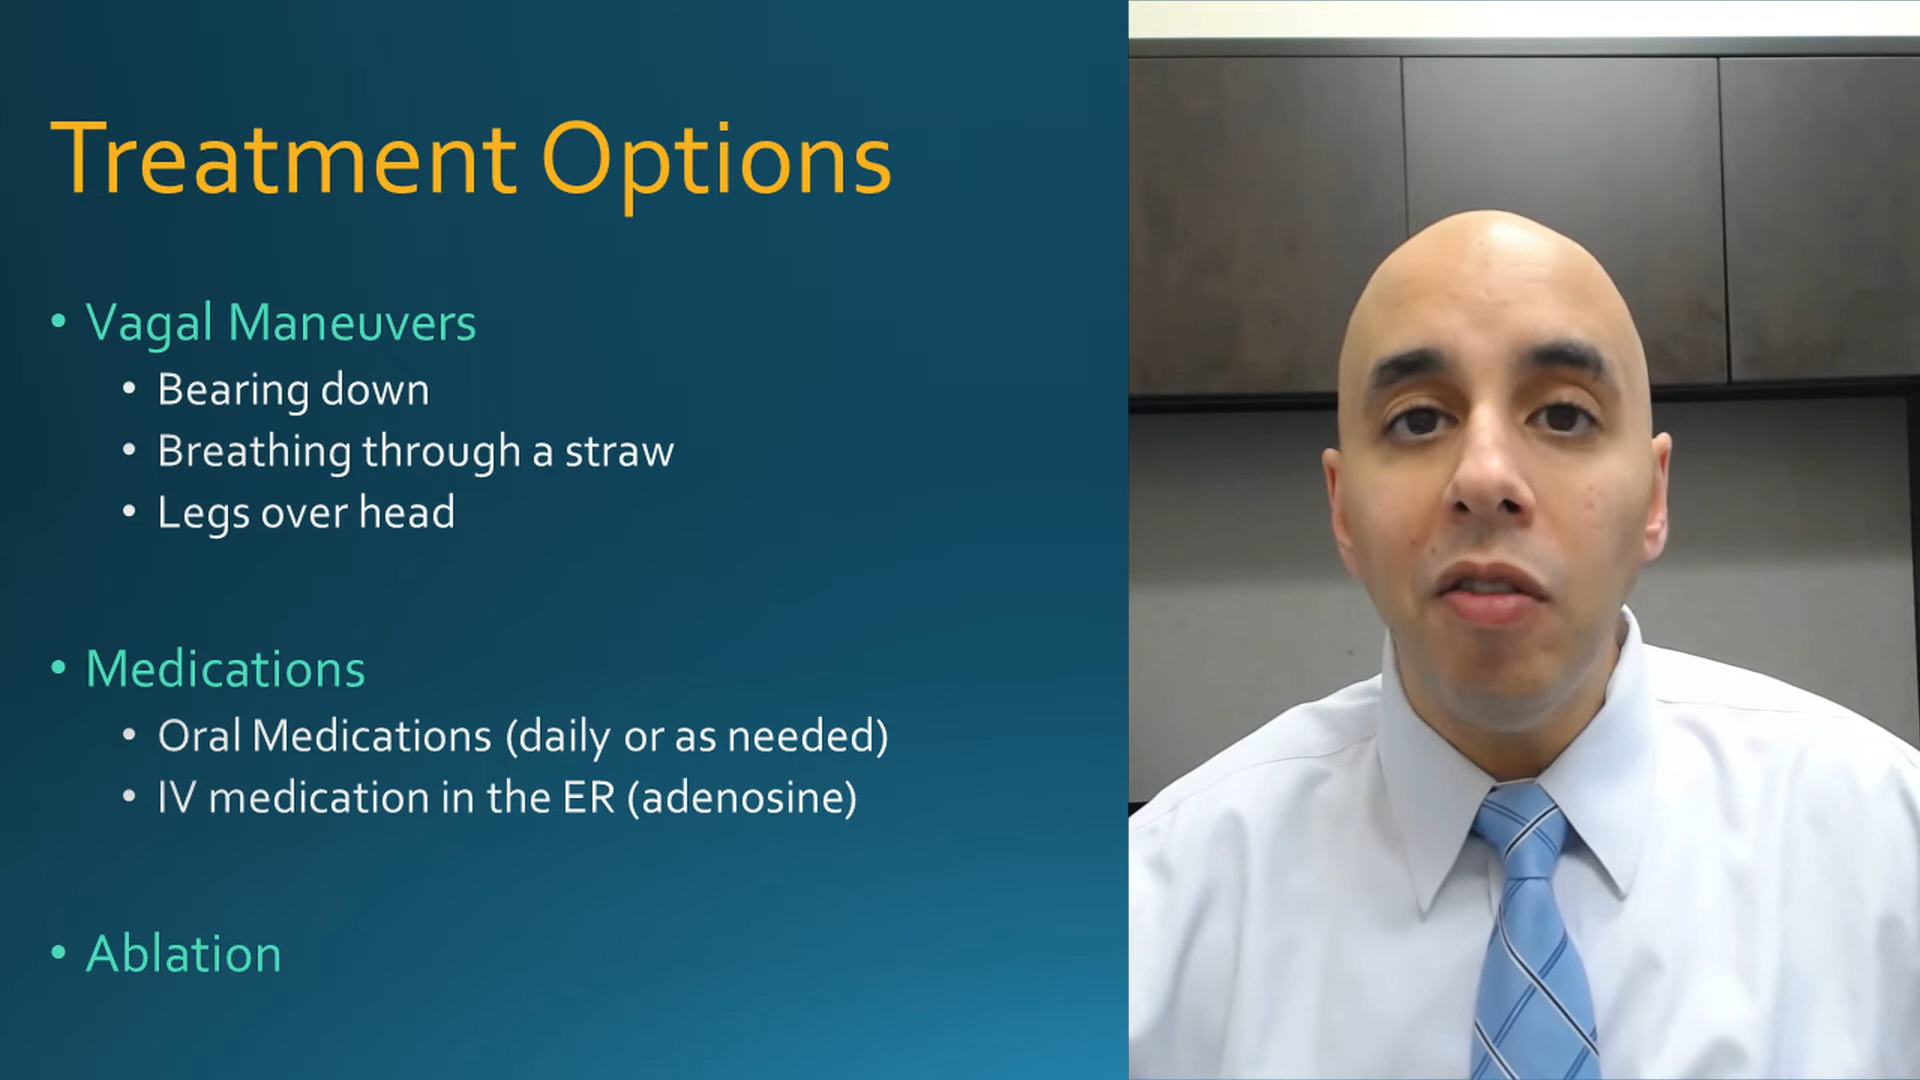 Treatment Options
• Vagal Maneuvers
• Bearing down
• Breathing through a straw
• Legs over head
• Medications
• Oral Medications (daily or as needed)
• IV medication in the ER (adenosine)
• Ablation